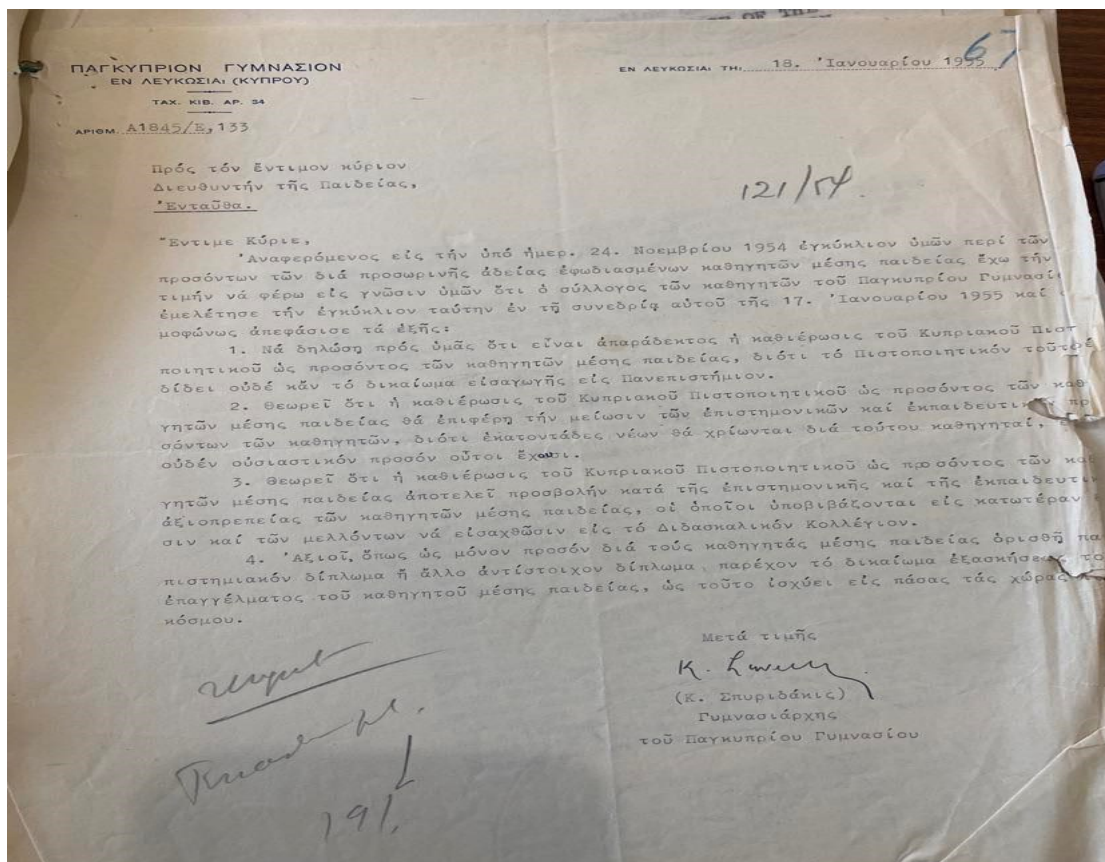 OF THE
ΠΑΓΚΥΠΡΙΟΝ ΓΥΜΝΑΣΙΟΝ
ΕΝ ΛΕΥΚΩΣΙΑι (ΚΥΠΡΟΥ)
ΤΑΧ. ΚΙΒ. ΑΡ. 24
ΑΡΙΘΜ. Α1845/Ε,133
67
ΕΝ ΛΕΥΚΩΣΙΑι ΤΗι 18. Ἰανουαρίου 1955
Πρός τόν ἔντιμον κύριον
Διευθυντήν τῆς Παιδείας,
Ἐνταῦθα.
121/54.
Ἔντιμε Κύριε,
Ἀναφερόμενος εἰς τήν ὑπό ἡμερ. 24. Νοεμβρίου 1954 ἐγκύκλιον ὑμῶν περί τῶν
προσόντων τῶν διά προσωρινῆς ἀδείας ἐφωδιασμένων καθηγητῶν μέσης παιδείας ἔχω τήν
τιμήν νά φέρω εἰς γνῶσιν ὑμῶν ὅτι ὁ σύλλογος τῶν καθηγητῶν τοῦ Παγκυπρίου Γυμνασί
ἐμελέτησε τήν ἐγκύκλιον ταύτην ἐν τῇ συνεδρίᾳ αὐτοῦ τῆς 17. Ἰανουαρίου 1955 καί
μοφώνως ἀπεφάσισε τά ἑξῆς:
1. Νά δηλώσῃ πρός ὑμᾶς ὅτι εἶναι ἀπαράδεκτος ἡ καθιέρωσις τοῦ Κυπριακοῦ Πιστ
ποιητικοῦ ὡς προσόντος τῶν καθηγητῶν μέσης παιδείας, διότι τό Πιστοποιητικόν τοῦτο
δίδει οὐδέ κἄν τό δικαίωμα εἰσαγωγῆς εἰς Πανεπιστήμιον.
2. Θεωρεῖ ὅτι ἡ καθιέρωσις τοῦ Κυπριακοῦ Πιστοποιητικοῦ ὡς προσόντος τῶν καθ
γητῶν μέσης παιδείας θά ἐπιφέρῃ τήν μείωσιν τῶν ἐπιστημονικῶν καί ἐκπαιδευτικ πρ
σόντων τῶν καθηγητῶν, διότι ἑκατοντάδες νέων θά χρίωνται διά τούτου καθηγηταί,
οὐδέν οὐσιαστικόν προσόν οὗτοι ἔχωσι.
3. Θεωρεῖ ὅτι ἡ καθιέρωσις τοῦ Κυπριακοῦ Πιστοποιητικοῦ ὡς προσόντος τῶν κα
γητῶν μέσης παιδείας ἀποτελεῖ προσβολήν κατά τῆς ἐπιστημονικῆς καί τῆς ἐκπαιδευτικ
ἀξιοπρεπείας τῶν καθηγητῶν μέσης παιδείας, οἱ ὁποῖοι ὑποβιβάζονται εἰς κατωτέραν
σιν καί τῶν μελλόντων νά εἰσαχθῶσιν εἰς τό Διδασκαλικόν Κολλέγιον.
4. Ἀξιοῖ, ὅπως ὡς μόνον προσόν διά τούς καθηγητάς μέσης παιδείας ὁρισθῇ πα
πιστημιακόν δίπλωμα ἤ ἄλλο ἀντίστοιχον δίπλωμα παρέχον τό δικαίωμα ἐξασκήσεως το
ἐπαγγέλματος τοῦ καθηγητοῦ μέσης παιδείας, ὡς τοῦτο ἰσχύει εἰς πάσας τάς χώρας
κόσμου.
Μετά τιμῆς
Κ.
(Κ. Σπυριδάκις)
Γυμνασιάρχης
τοῦ Παγκυπρίου Γυμνασίου
19/1.